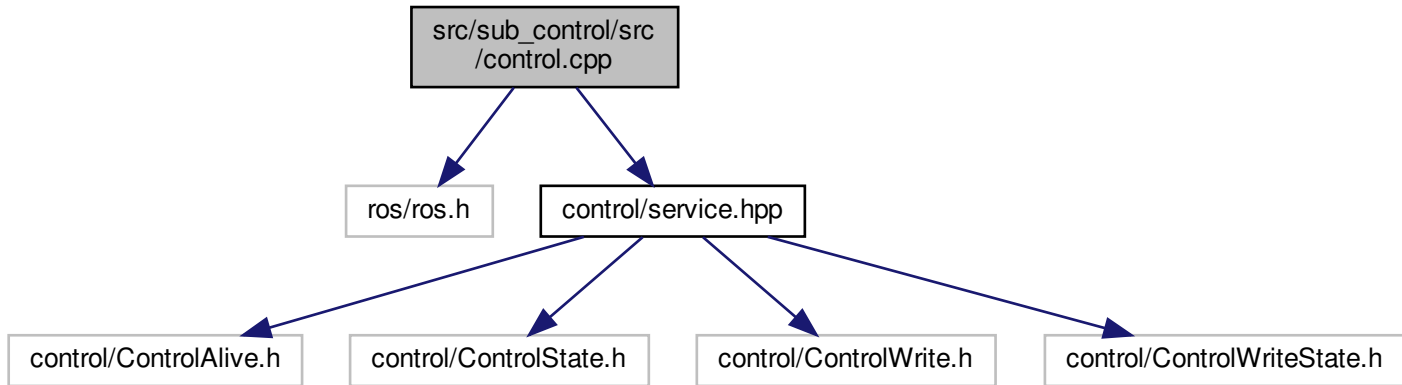 src/sub_control/src
/control.cpp
ros/ros.h
control/service.hpp
control/ControlAlive.h
control/ControlState.h
control/ControlWrite.h
control/ControlWriteState.h